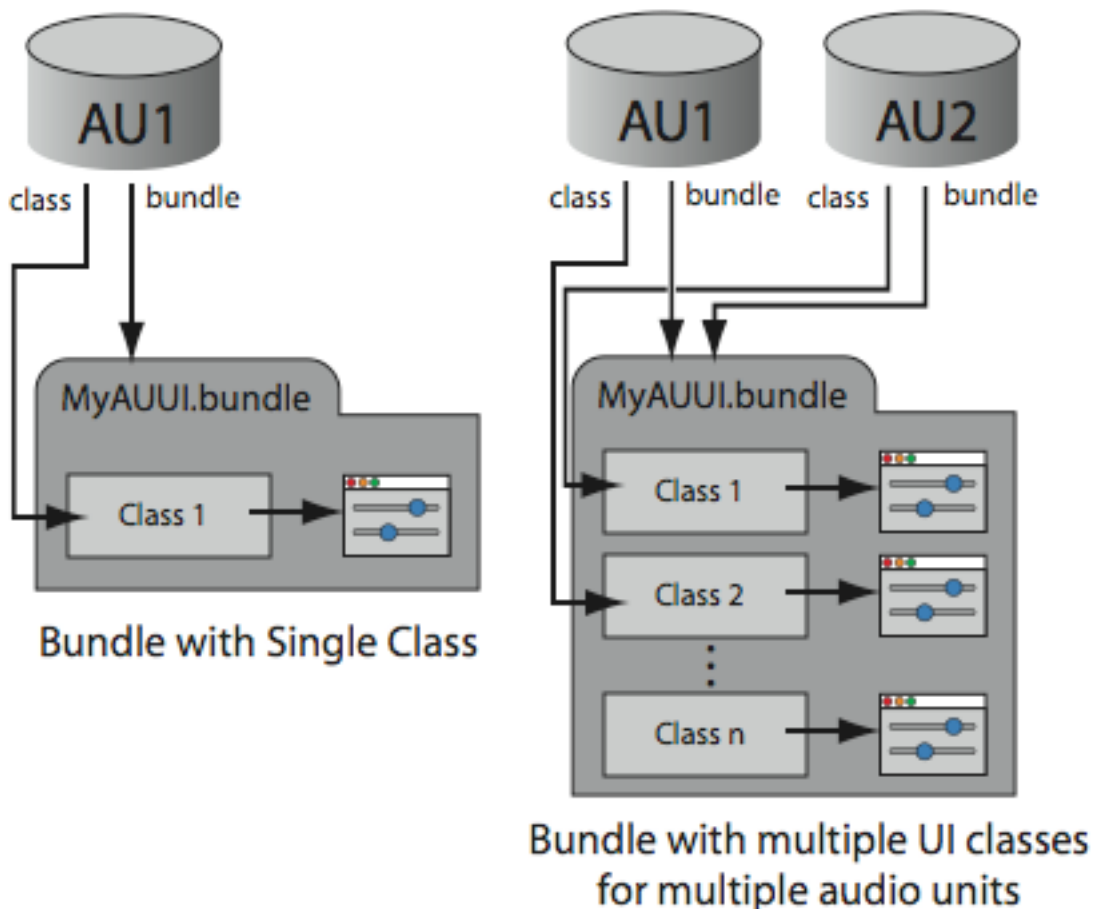 AU1
class
bundle
MyAUUI.bundle
Class 1
Bundle with Single Class
AU1
AU2
class
bundle
class
bundle
MyAUUI.bundle
Class 1
Class 2
Class n
Bundle with multiple UI classes
for multiple audio units